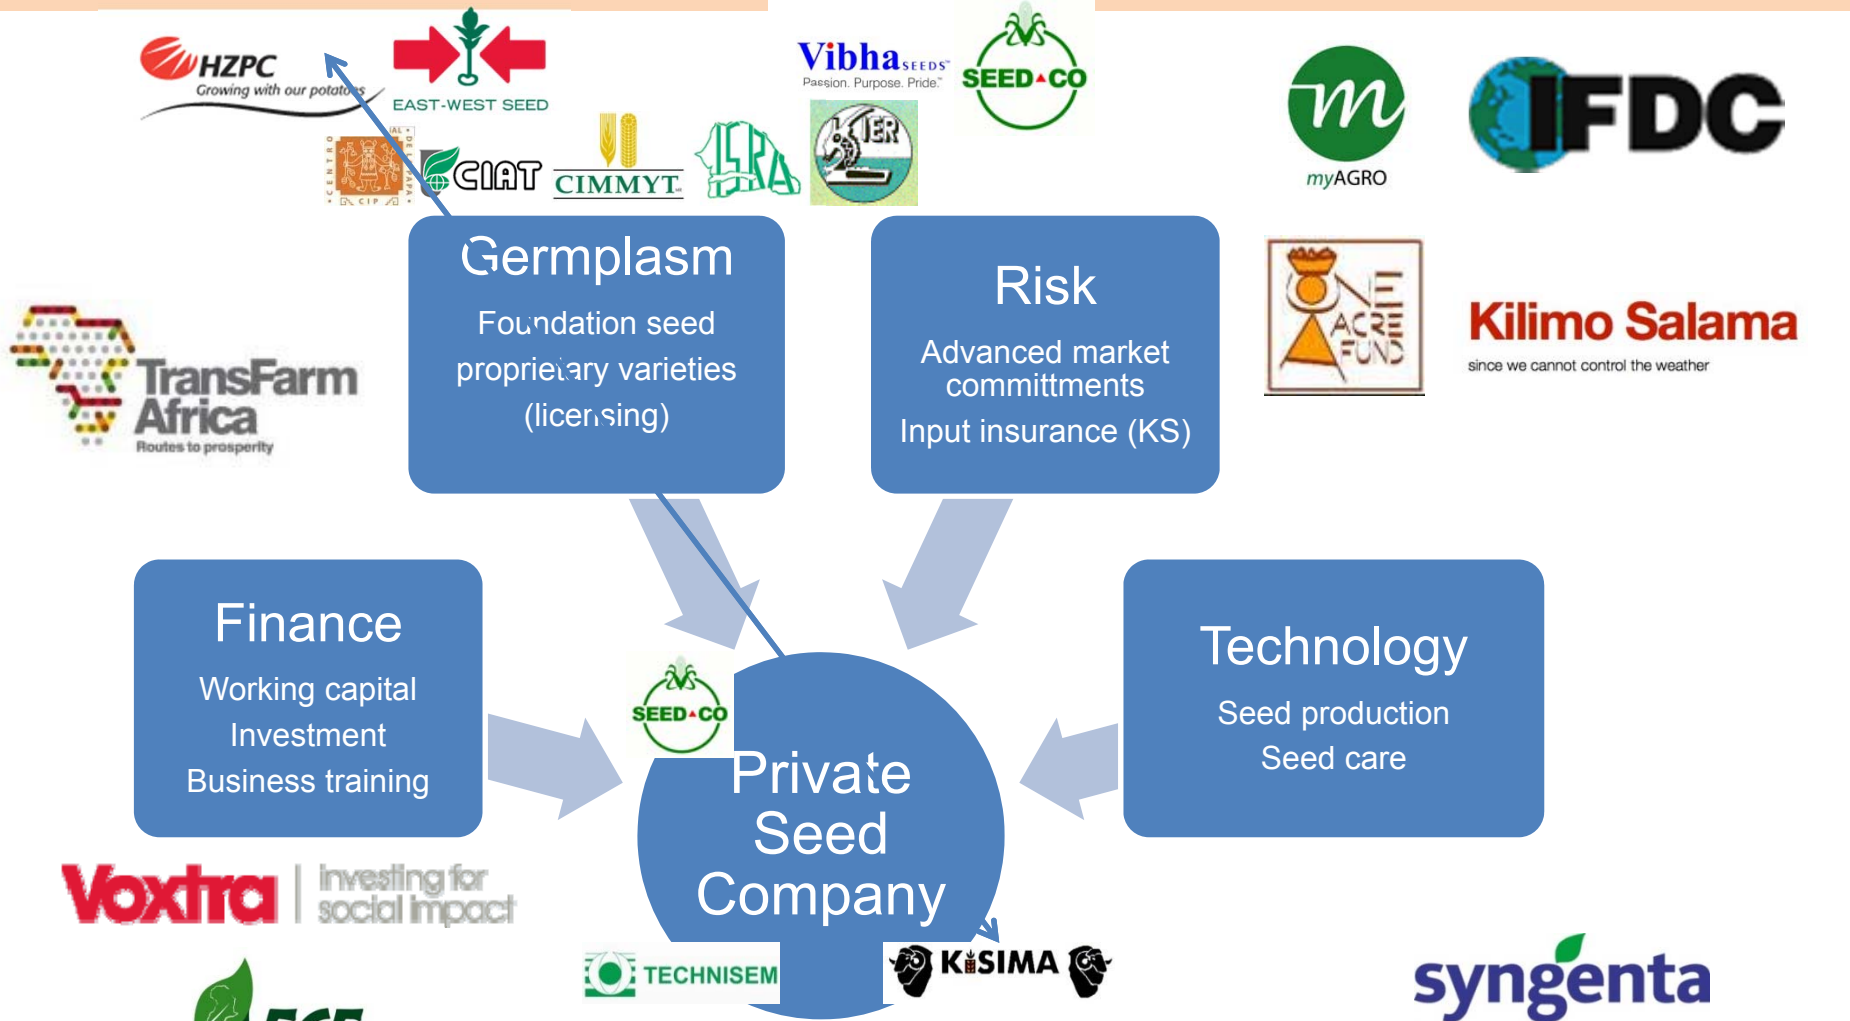 HZPC
Growing with our potatoes
EAST-WEST SEED
Vibha SEEDS
Passion. Purpose. Pride.
SEED CO
CENTRO
CIP
CIAT
CIMMYT
ISRA
IER
myAGRO
IFDC
ONE
ACRE
FUND
Kilimo Salama
since we cannot control the weather
TransFarm
Africa
Routes to prosperity
Germplasm
Foundation seed
proprietary varieties
(licensing)
Risk
Advanced market
committments
Input insurance (KS)
Finance
Working capital
Investment
Business training
Technology
Seed production
Seed care
SEED CO
Private
Seed
Company
Voxtra
investing for
social impact
TECHNISEM
KISIMA
syngenta